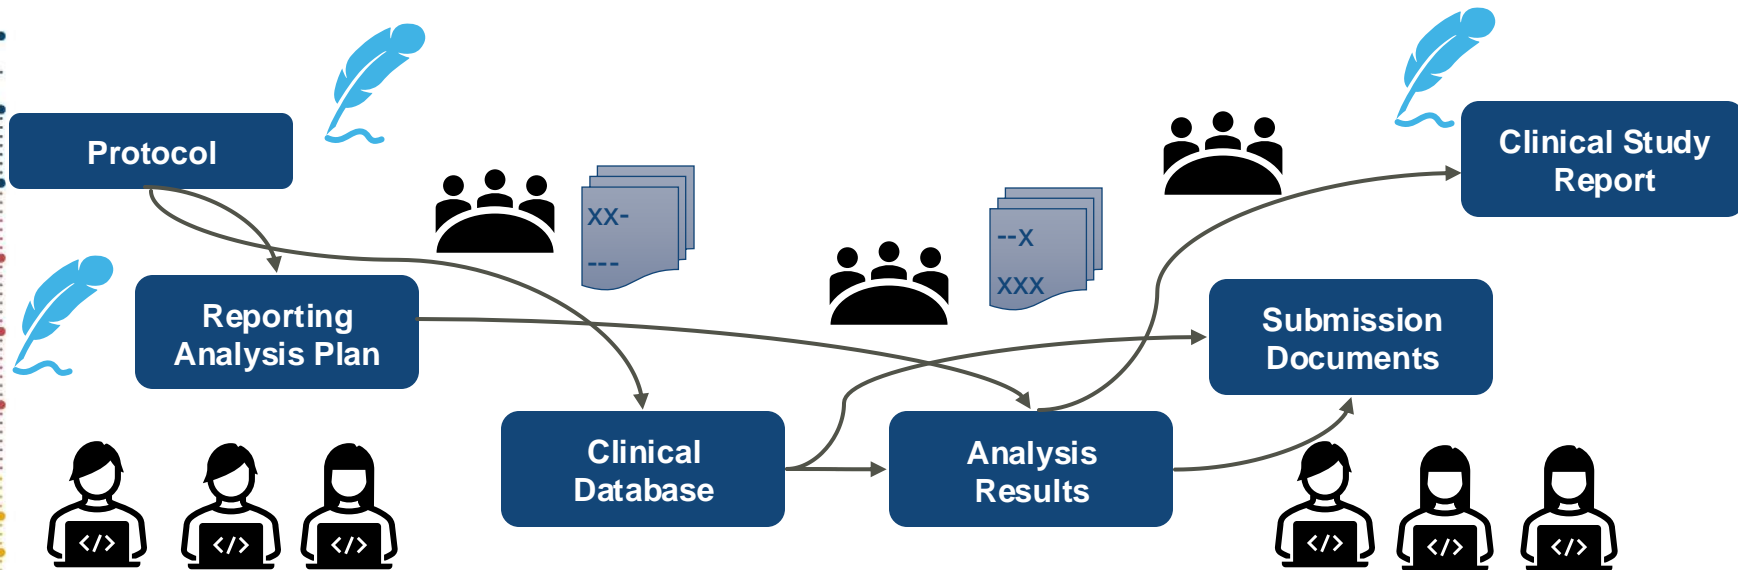 Protocol
Clinical Study
Report
xx-
---
--x
xxx
Reporting
Analysis Plan
Submission
Documents
Clinical
Database
Analysis
Results
</>
</>
</>
</>
</>
</>